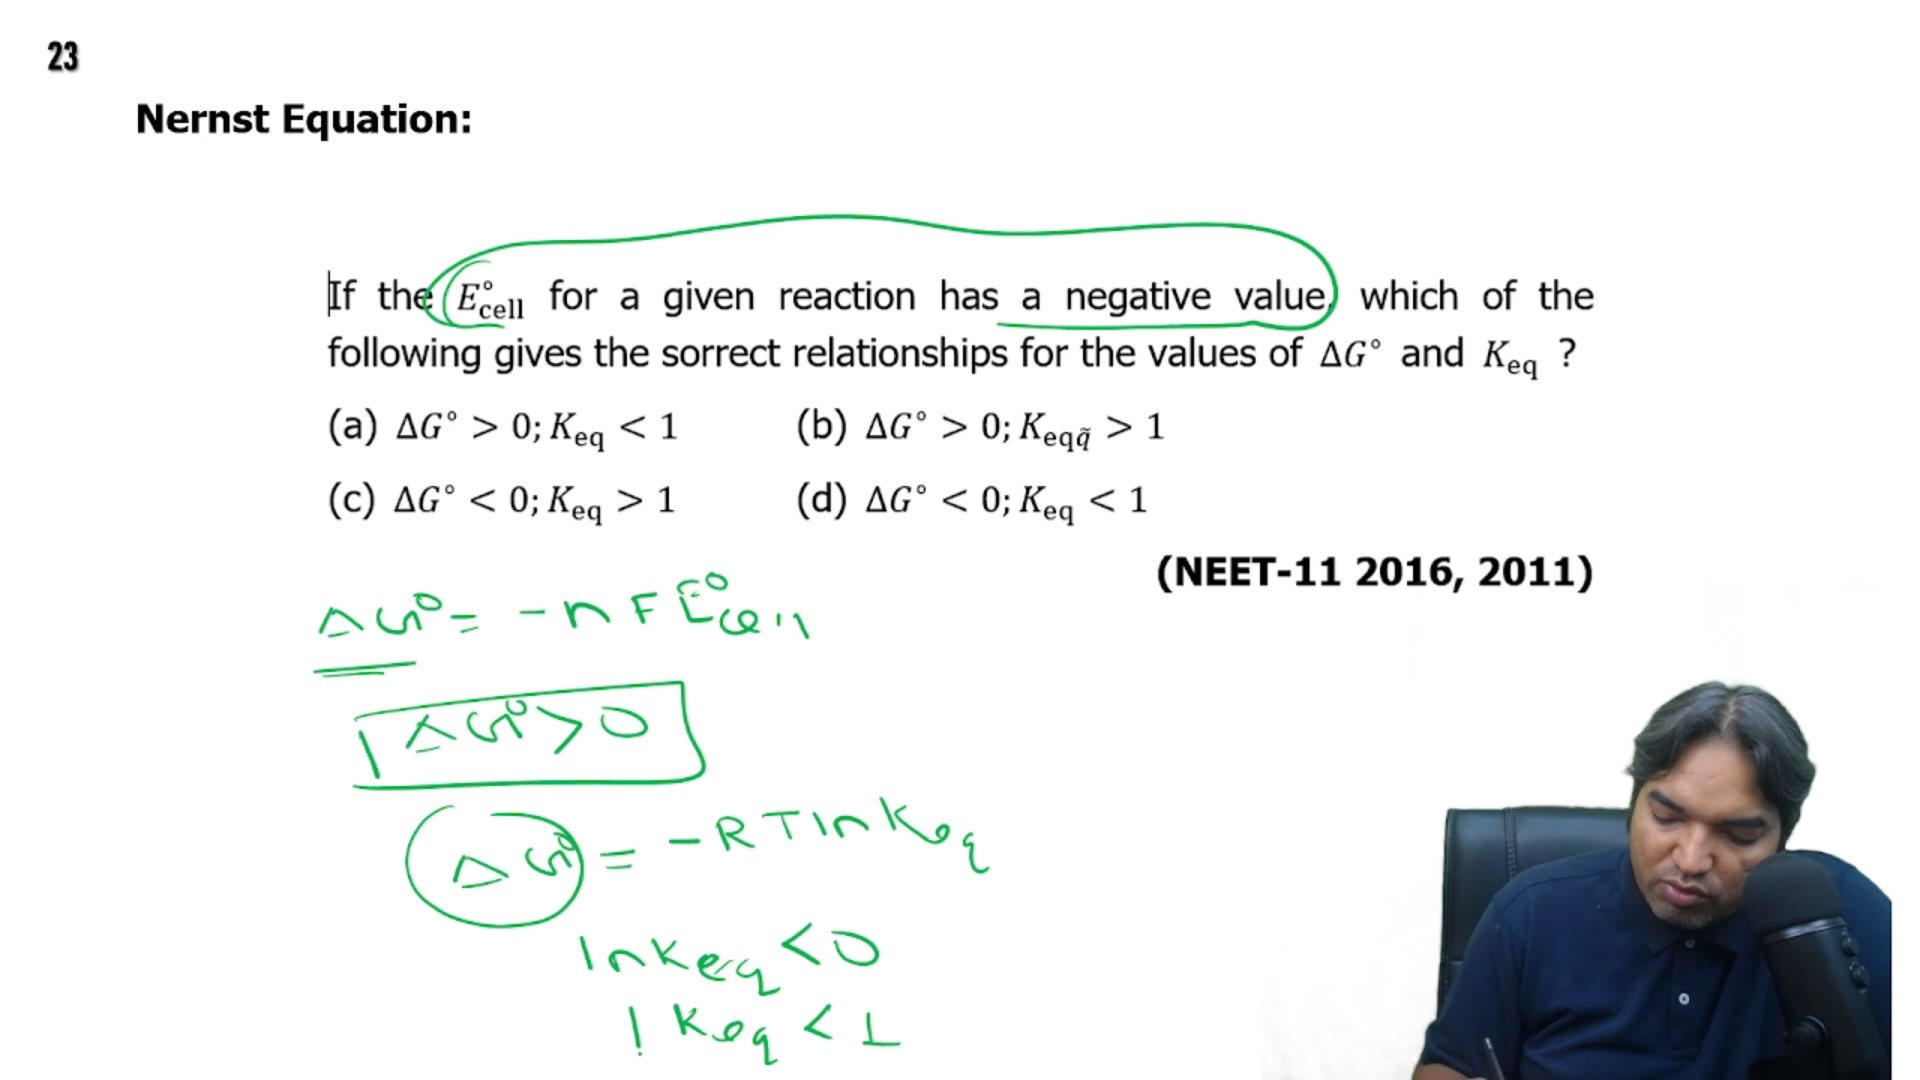 23
Nernst Equation:
If the E°cell for a given reaction has a negative value, which of the
following gives the sorrect relationships for the values of ΔG° and Keq ?
(a) ΔG° > 0; Keq < 1 (b) ΔG° > 0; Keqq̃ > 1
(c) ΔG° < 0; Keq > 1 (d) ΔG° < 0; Keq < 1
(NEET-11 2016, 2011)
ΔG° = -nFE°cell
ΔG° > 0
ΔG° = -RTlnKeq
lnKeq < 0
Keq < 1